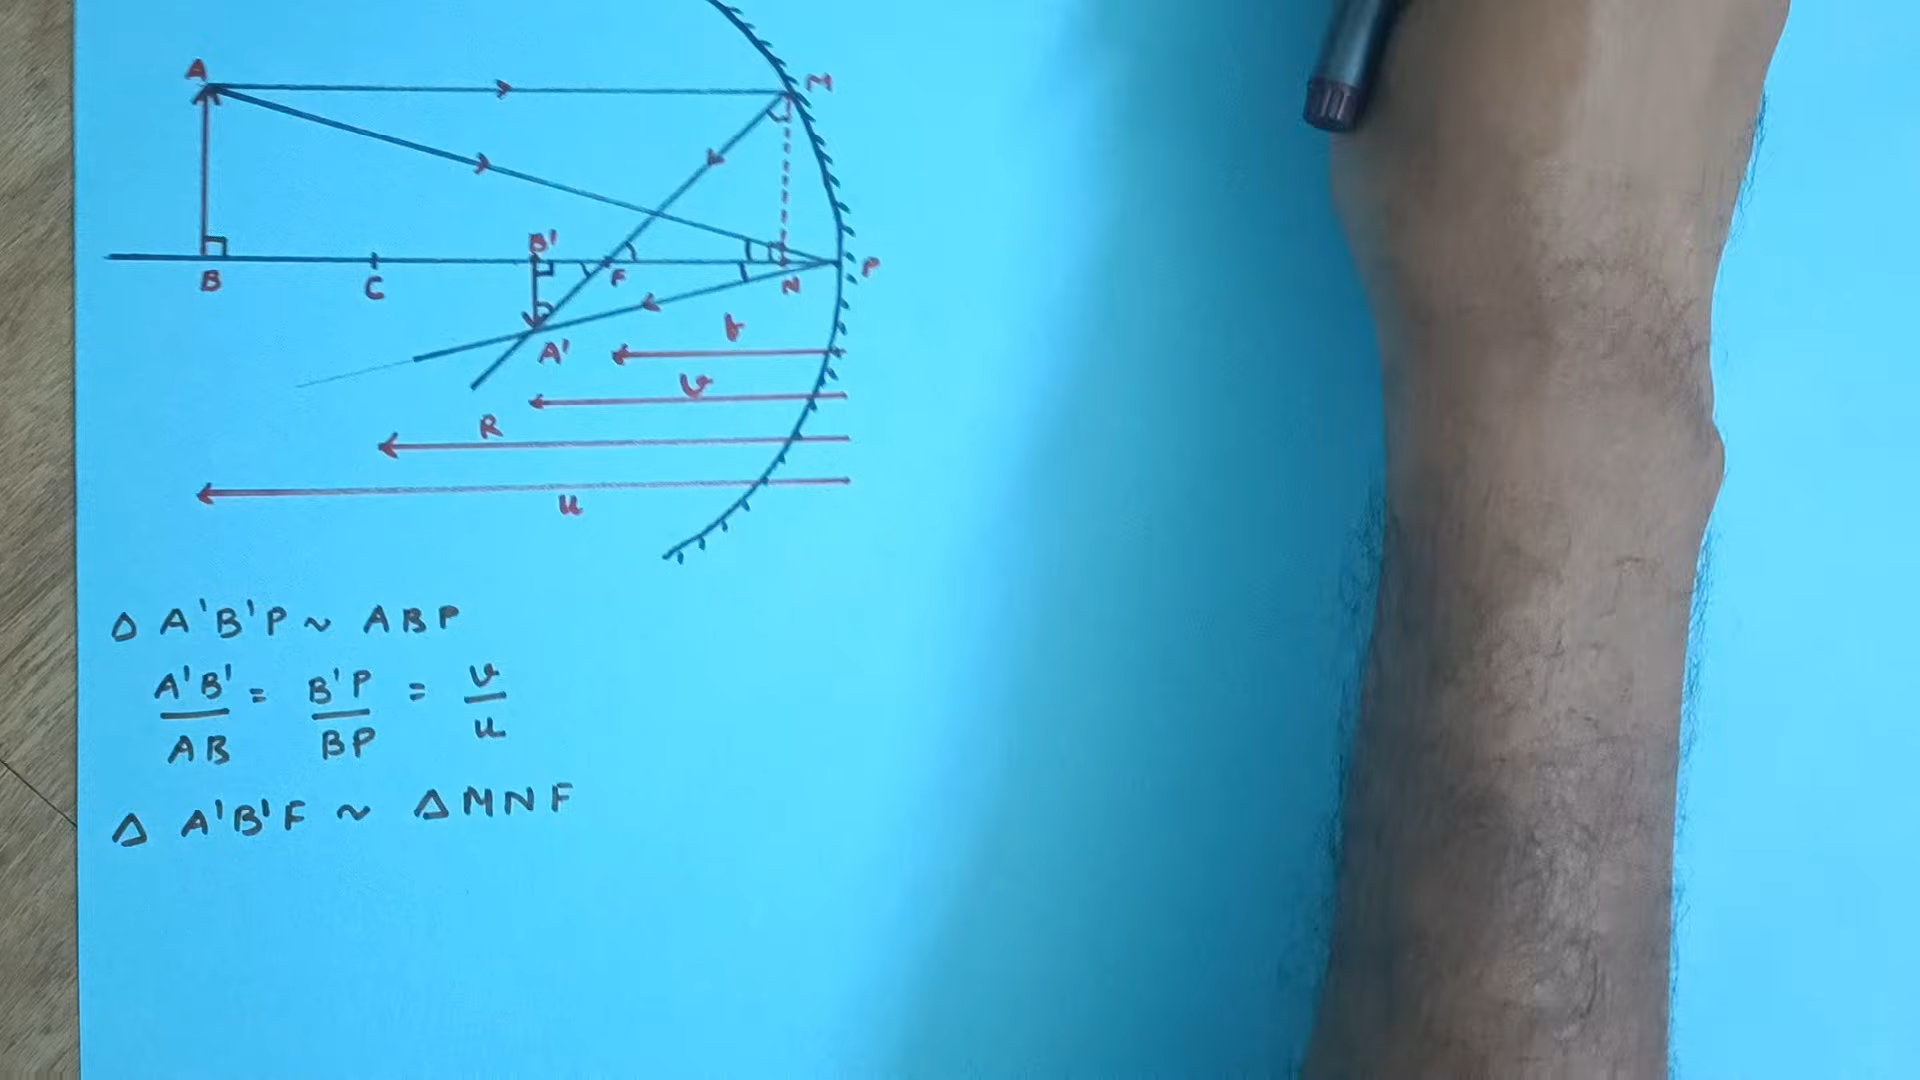 A M
B C B' F N P
A'
f
v
R
u
Δ A'B'P ~ ABP
A'B' = B'P = v
AB BP u
Δ A'B'F ~ Δ MNF